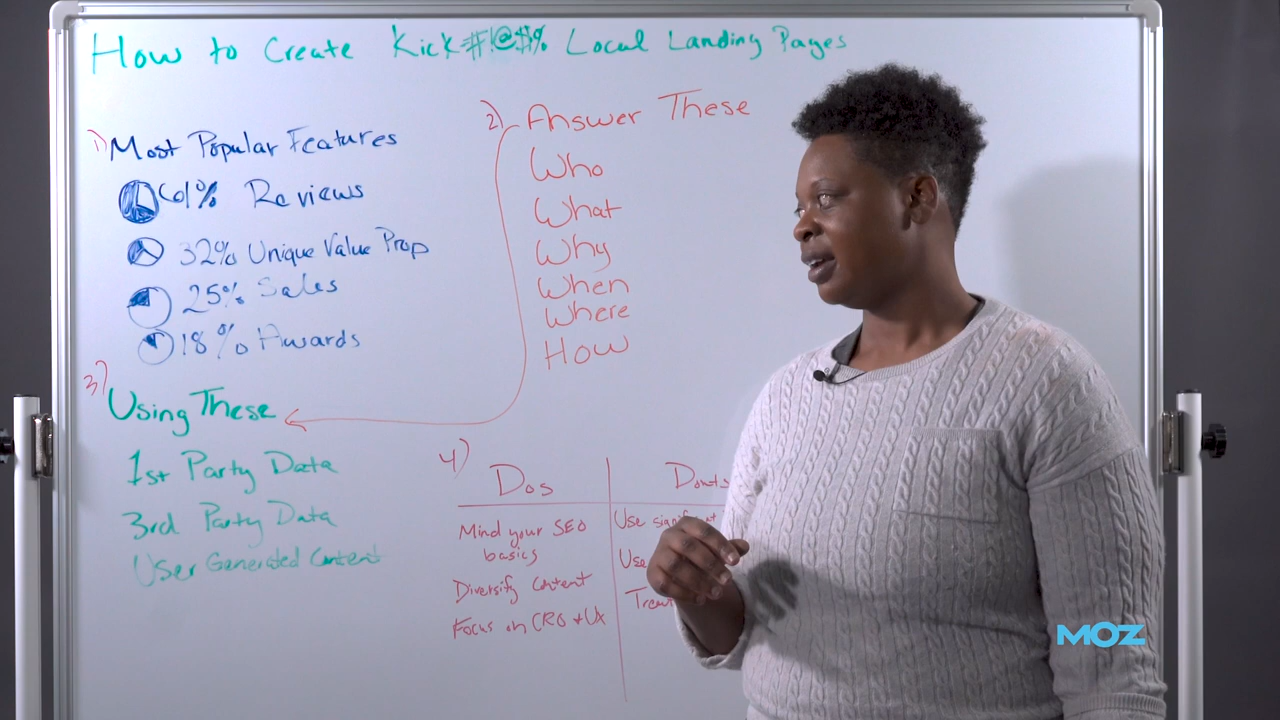 How to Create Kick#!@$% Local Landing Pages
1) Most Popular Features
61% Reviews
32% Unique Value Prop
25% Sales
18% Awards
2) Answer These
Who
What
Why
When
Where
How
3) Using These
1st Party Data
3rd Party Data
User Generated Content
4)
Dos
Mind your SEO
basics
Diversify content
Focus on CRO + UX
Donts
Use
Use
MOZ